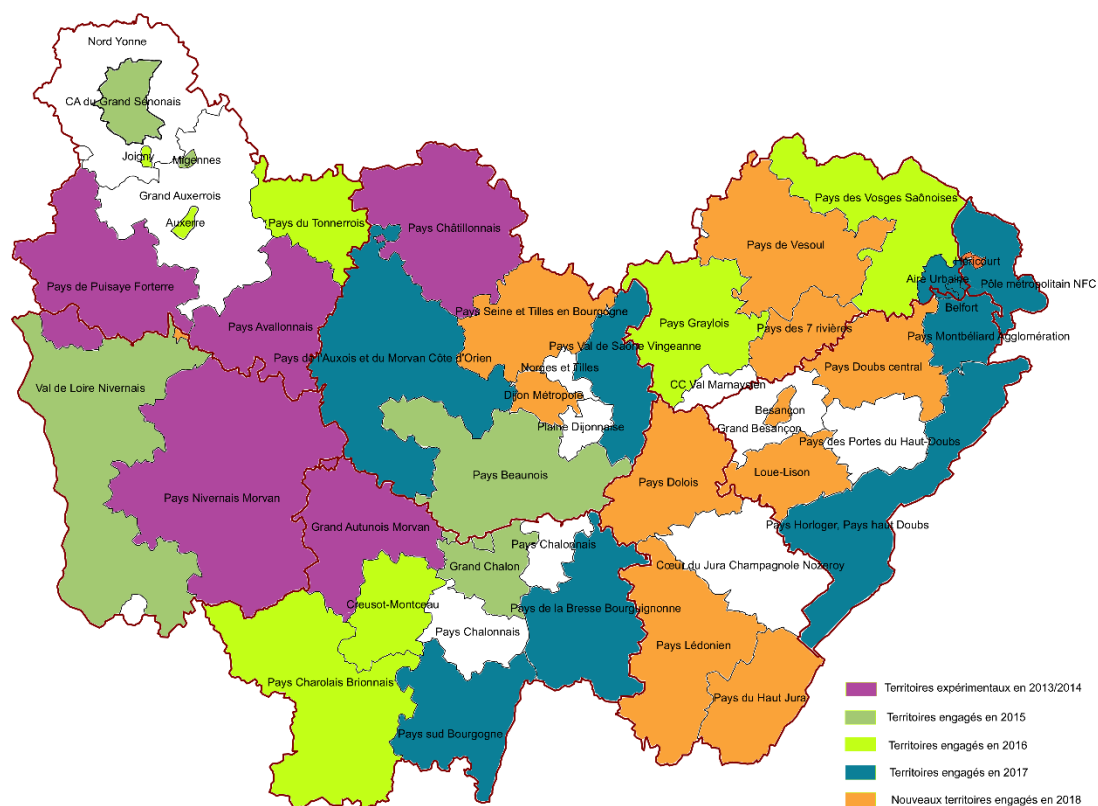 Nord Yonne
CA du Grand Sénonais
Joigny
Migennes
Grand Auxerrois
Auxerre
Pays du Tonnerrois
Pays Châtillonnais
Pays des Vosges Saônoises
Pays de Vesoul
Héricourt
Aire Urbaine
Pôle métropolitain NFC
Belfort
Pays de Puisaye Forterre
Pays Avallonnais
Pays Seine et Tilles en Bourgogne
Pays Graylois
Pays des 7 rivières
Pays Montbéliard Agglomération
Pays de l'Auxois et du Morvan Côte d'Orien
Pays Val de Saône Vingeanne
Norges et Tilles
Pays Doubs central
Val de Loire Nivernais
CC Val Marnaysien
Dijon Métropole
Besançon
Grand Besançon
Plaine Dijonnaise
Pays des Portes du Haut-Doubs
Pays Beaunois
Loue-Lison
Pays Dolois
Pays Nivernais Morvan
Grand Autunois Morvan
Pays Horloger, Pays haut Doubs
Pays Chalonnais
Grand Chalon
Cœur du Jura Champagnole Nozeroy
Creusot-Montceau
Pays de la Bresse Bourguignonne
Pays Chalonnais
Pays Lédonien
Pays Charolais Brionnais
Pays du Haut Jura
Pays sud Bourgogne
Territoires expérimentaux en 2013/2014
Territoires engagés en 2015
Territoires engagés en 2016
Territoires engagés en 2017
Nouveaux territoires engagés en 2018